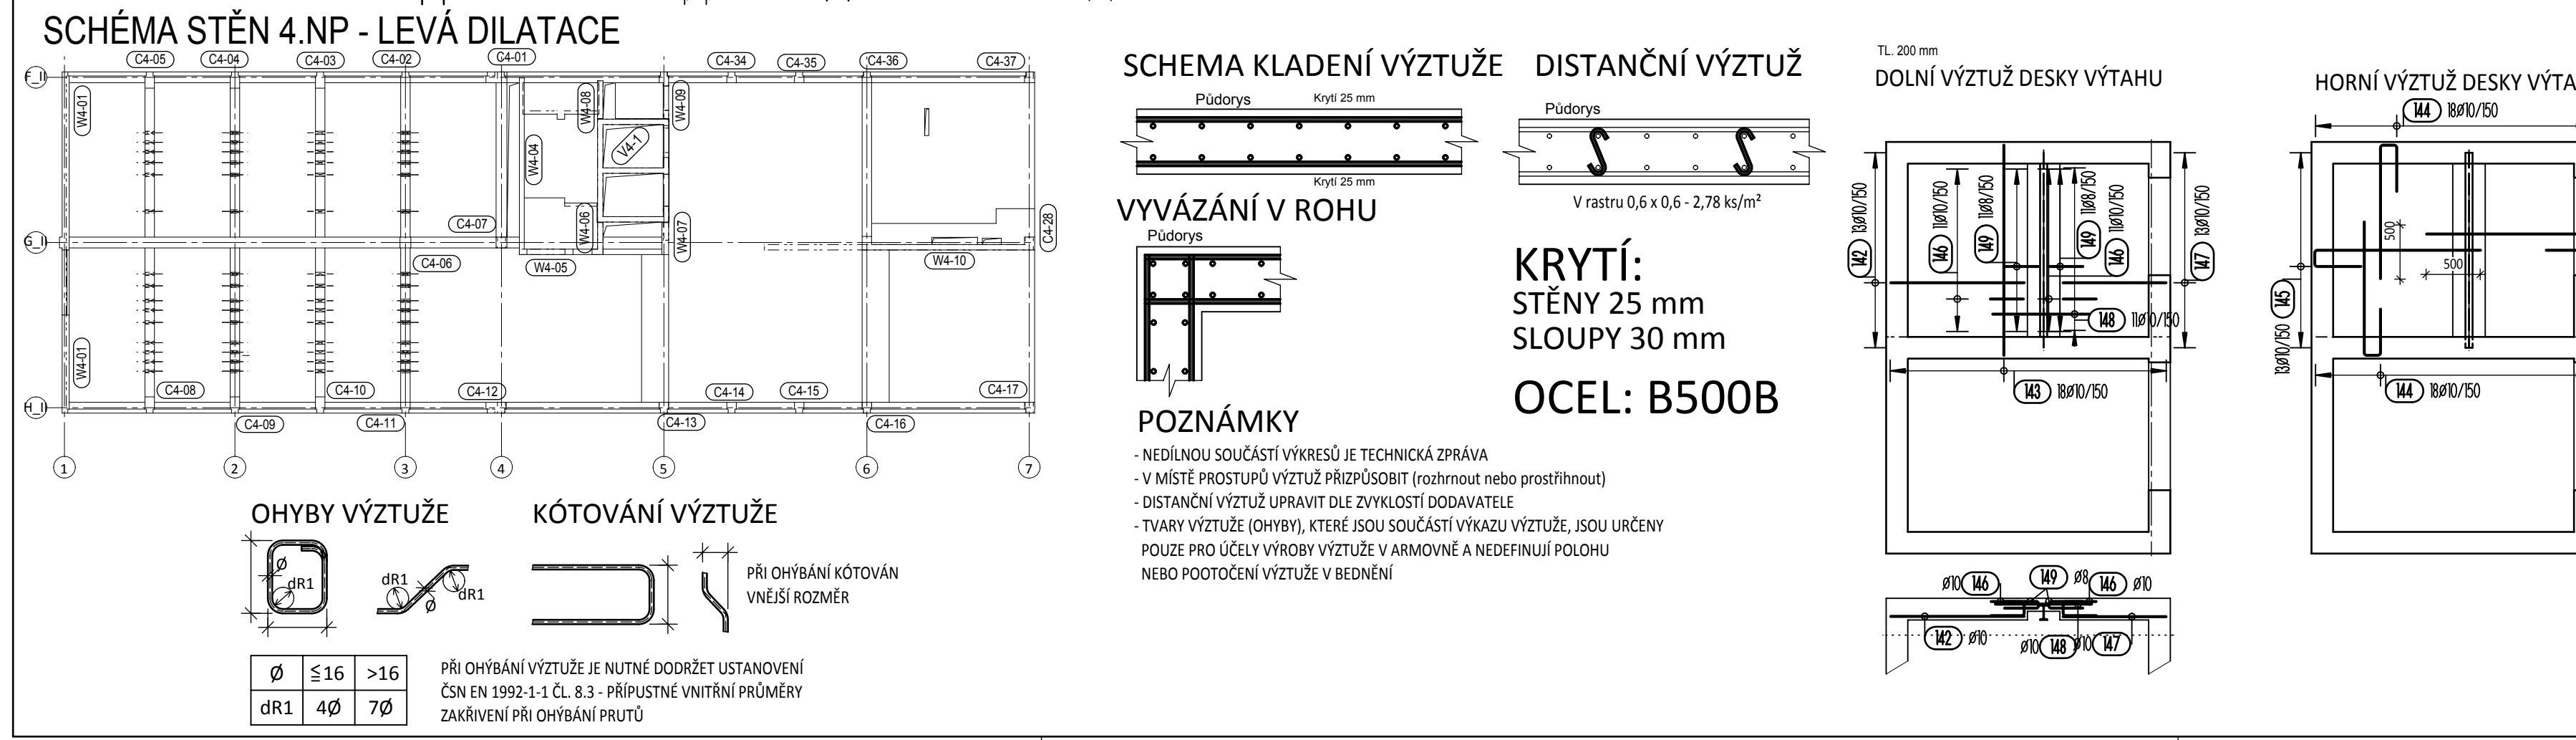 SCHÉMA STĚN 4.NP - LEVÁ DILATACE
C4-05
C4-04
C4-03
C4-02
C4-01
C4-34
C4-35
C4-36
C4-37
F_II
W4-01
W4-08
W4-09
W4-04
V4-1
C4-07
W4-06
W4-07
C4-28
G_II
C4-06
W4-05
W4-10
W4-01
C4-08
C4-10
C4-12
C4-14
C4-15
C4-17
H_II
C4-09
C4-11
C4-13
C4-16
1
2
3
4
5
6
7
OHYBY VÝZTUŽE
Ø
dR1
dR1
Ø
dR1
KÓTOVÁNÍ VÝZTUŽE
PŘI OHÝBÁNÍ KÓTOVÁN
VNĚJŠÍ ROZMĚR
Ø ≦16 >16
dR1 4Ø 7Ø
PŘI OHÝBÁNÍ VÝZTUŽE JE NUTNÉ DODRŽET USTANOVENÍ
ČSN EN 1992-1-1 ČL. 8.3 - PŘÍPUSTNÉ VNITŘNÍ PRŮMĚRY
ZAKŘIVENÍ PŘI OHÝBÁNÍ PRUTŮ
SCHEMA KLADENÍ VÝZTUŽE
Půdorys
Krytí 25 mm
Krytí 25 mm
DISTANČNÍ VÝZTUŽ
Půdorys
V rastru 0,6 x 0,6 - 2,78 ks/m²
VYVÁZÁNÍ V ROHU
Půdorys
KRYTÍ:
STĚNY 25 mm
SLOUPY 30 mm
OCEL: B500B
POZNÁMKY
- NEDÍLNOU SOUČÁSTÍ VÝKRESŮ JE TECHNICKÁ ZPRÁVA
- V MÍSTĚ PROSTUPŮ VÝZTUŽ PŘIZPŮSOBIT (rozhrnout nebo prostřihnout)
- DISTANČNÍ VÝZTUŽ UPRAVIT DLE ZVYKLOSTÍ DODAVATELE
- TVARY VÝZTUŽE (OHYBY), KTERÉ JSOU SOUČÁSTÍ VÝKAZU VÝZTUŽE, JSOU URČENY
POUZE PRO ÚČELY VÝROBY VÝZTUŽE V ARMOVNĚ A NEDEFINUJÍ POLOHU
NEBO POOTOČENÍ VÝZTUŽE V BEDNĚNÍ
TL. 200 mm
DOLNÍ VÝZTUŽ DESKY VÝTAHU
142 13Ø10/150
146 11Ø10/150
149 11Ø8/150
149 11Ø8/150
146 11Ø10/150
147 13Ø10/150
148 11Ø10/150
143 18Ø10/150
Ø10 146
149 Ø8
146 Ø10
142 Ø10
Ø10 148
Ø10 147
HORNÍ VÝZTUŽ DESKY VÝTA
144 18Ø10/150
500
500
13Ø10/150 145
144 18Ø10/150